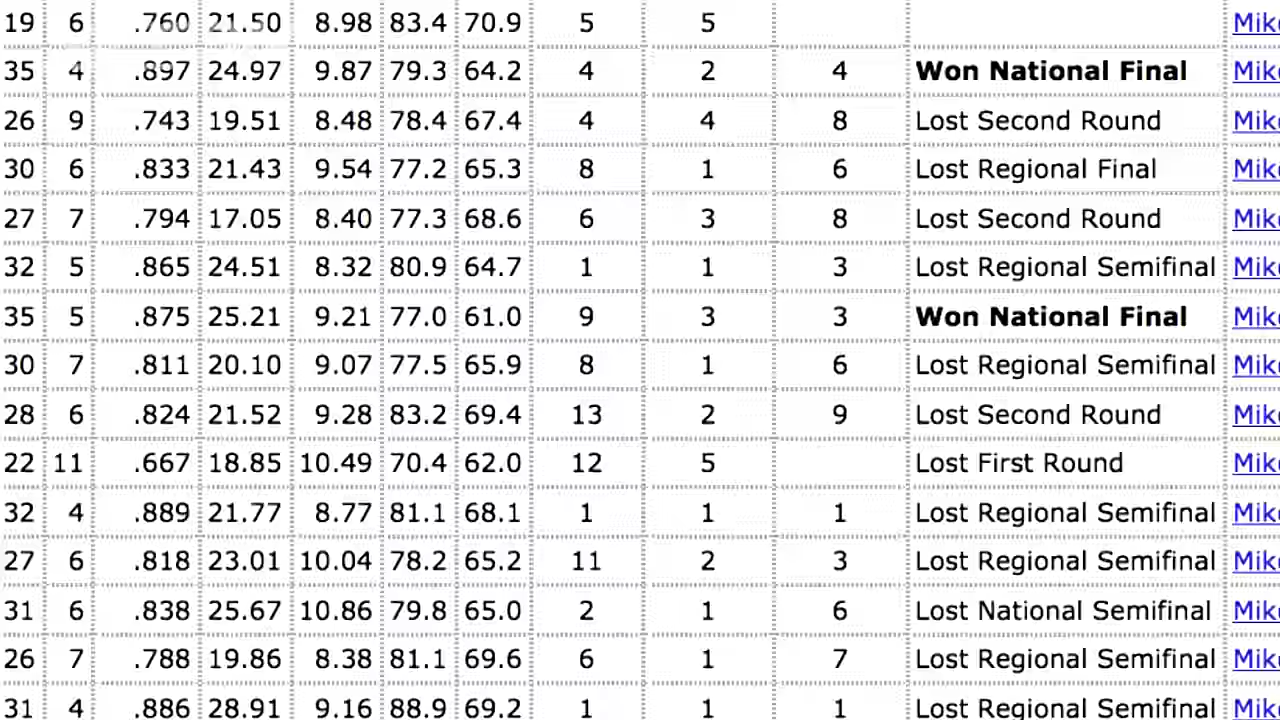 19 6 .760 21.50 8.98 83.4 70.9 5 5 Mike
35 4 .897 24.97 9.87 79.3 64.2 4 2 4 Won National Final Mike
26 9 .743 19.51 8.48 78.4 67.4 4 4 8 Lost Second Round Mike
30 6 .833 21.43 9.54 77.2 65.3 8 1 6 Lost Regional Final Mike
27 7 .794 17.05 8.40 77.3 68.6 6 3 8 Lost Second Round Mike
32 5 .865 24.51 8.32 80.9 64.7 1 1 3 Lost Regional Semifinal Mike
35 5 .875 25.21 9.21 77.0 61.0 9 3 3 Won National Final Mike
30 7 .811 20.10 9.07 77.5 65.9 8 1 6 Lost Regional Semifinal Mike
28 6 .824 21.52 9.28 83.2 69.4 13 2 9 Lost Second Round Mike
22 11 .667 18.85 10.49 70.4 62.0 12 5 Lost First Round Mike
32 4 .889 21.77 8.77 81.1 68.1 1 1 1 Lost Regional Semifinal Mike
27 6 .818 23.01 10.04 78.2 65.2 11 2 3 Lost Regional Semifinal Mike
31 6 .838 25.67 10.86 79.8 65.0 2 1 6 Lost National Semifinal Mike
26 7 .788 19.86 8.33 81.1 69.6 6 1 7 Lost Regional Semifinal Mike
31 4 .886 28.91 9.16 88.9 69.2 1 1 1 Lost Regional Semifinal Mike